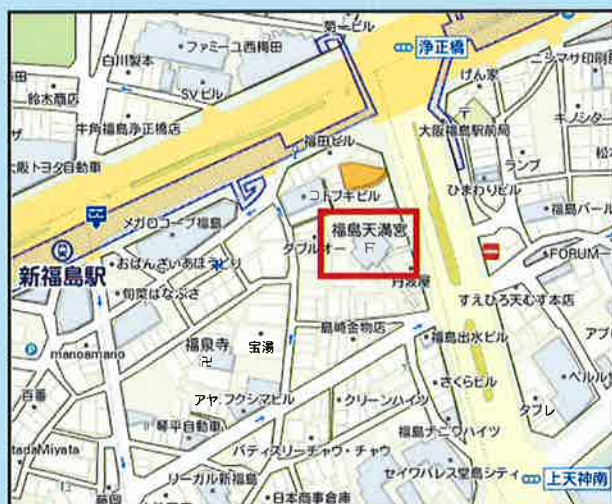 第一ビル
ファミーユ西梅田
浄正橋
白川製本
ニシマサ印刷
げん家
SVビル
鈴木商店
牛角福島浄正橋店
大阪福島駅前局
福田ビル
大阪トヨタ自動車
ランプ
コトブキビル
ひまわりビル
メガロコープ福島
福島天満宮
福島パール
ダブルオー
新福島駅
おばんざいあほうどり
FORUM
旬菜はなぶさ
丹波屋
すえひろ天むす本店
島崎金物店
福泉寺
宝湯
福島出水ビル
manoamano
さくらビル
百番
アヤ
フクシマビル
クリーンハイツ
タブレ
琴平自動車
福島ナニワハイツ
tadaMiyata
パティスリーチャウ・チャウ
リーガル新福島
セイワパレス堂島シティ
上天神南
日本商事倉庫
藤岡